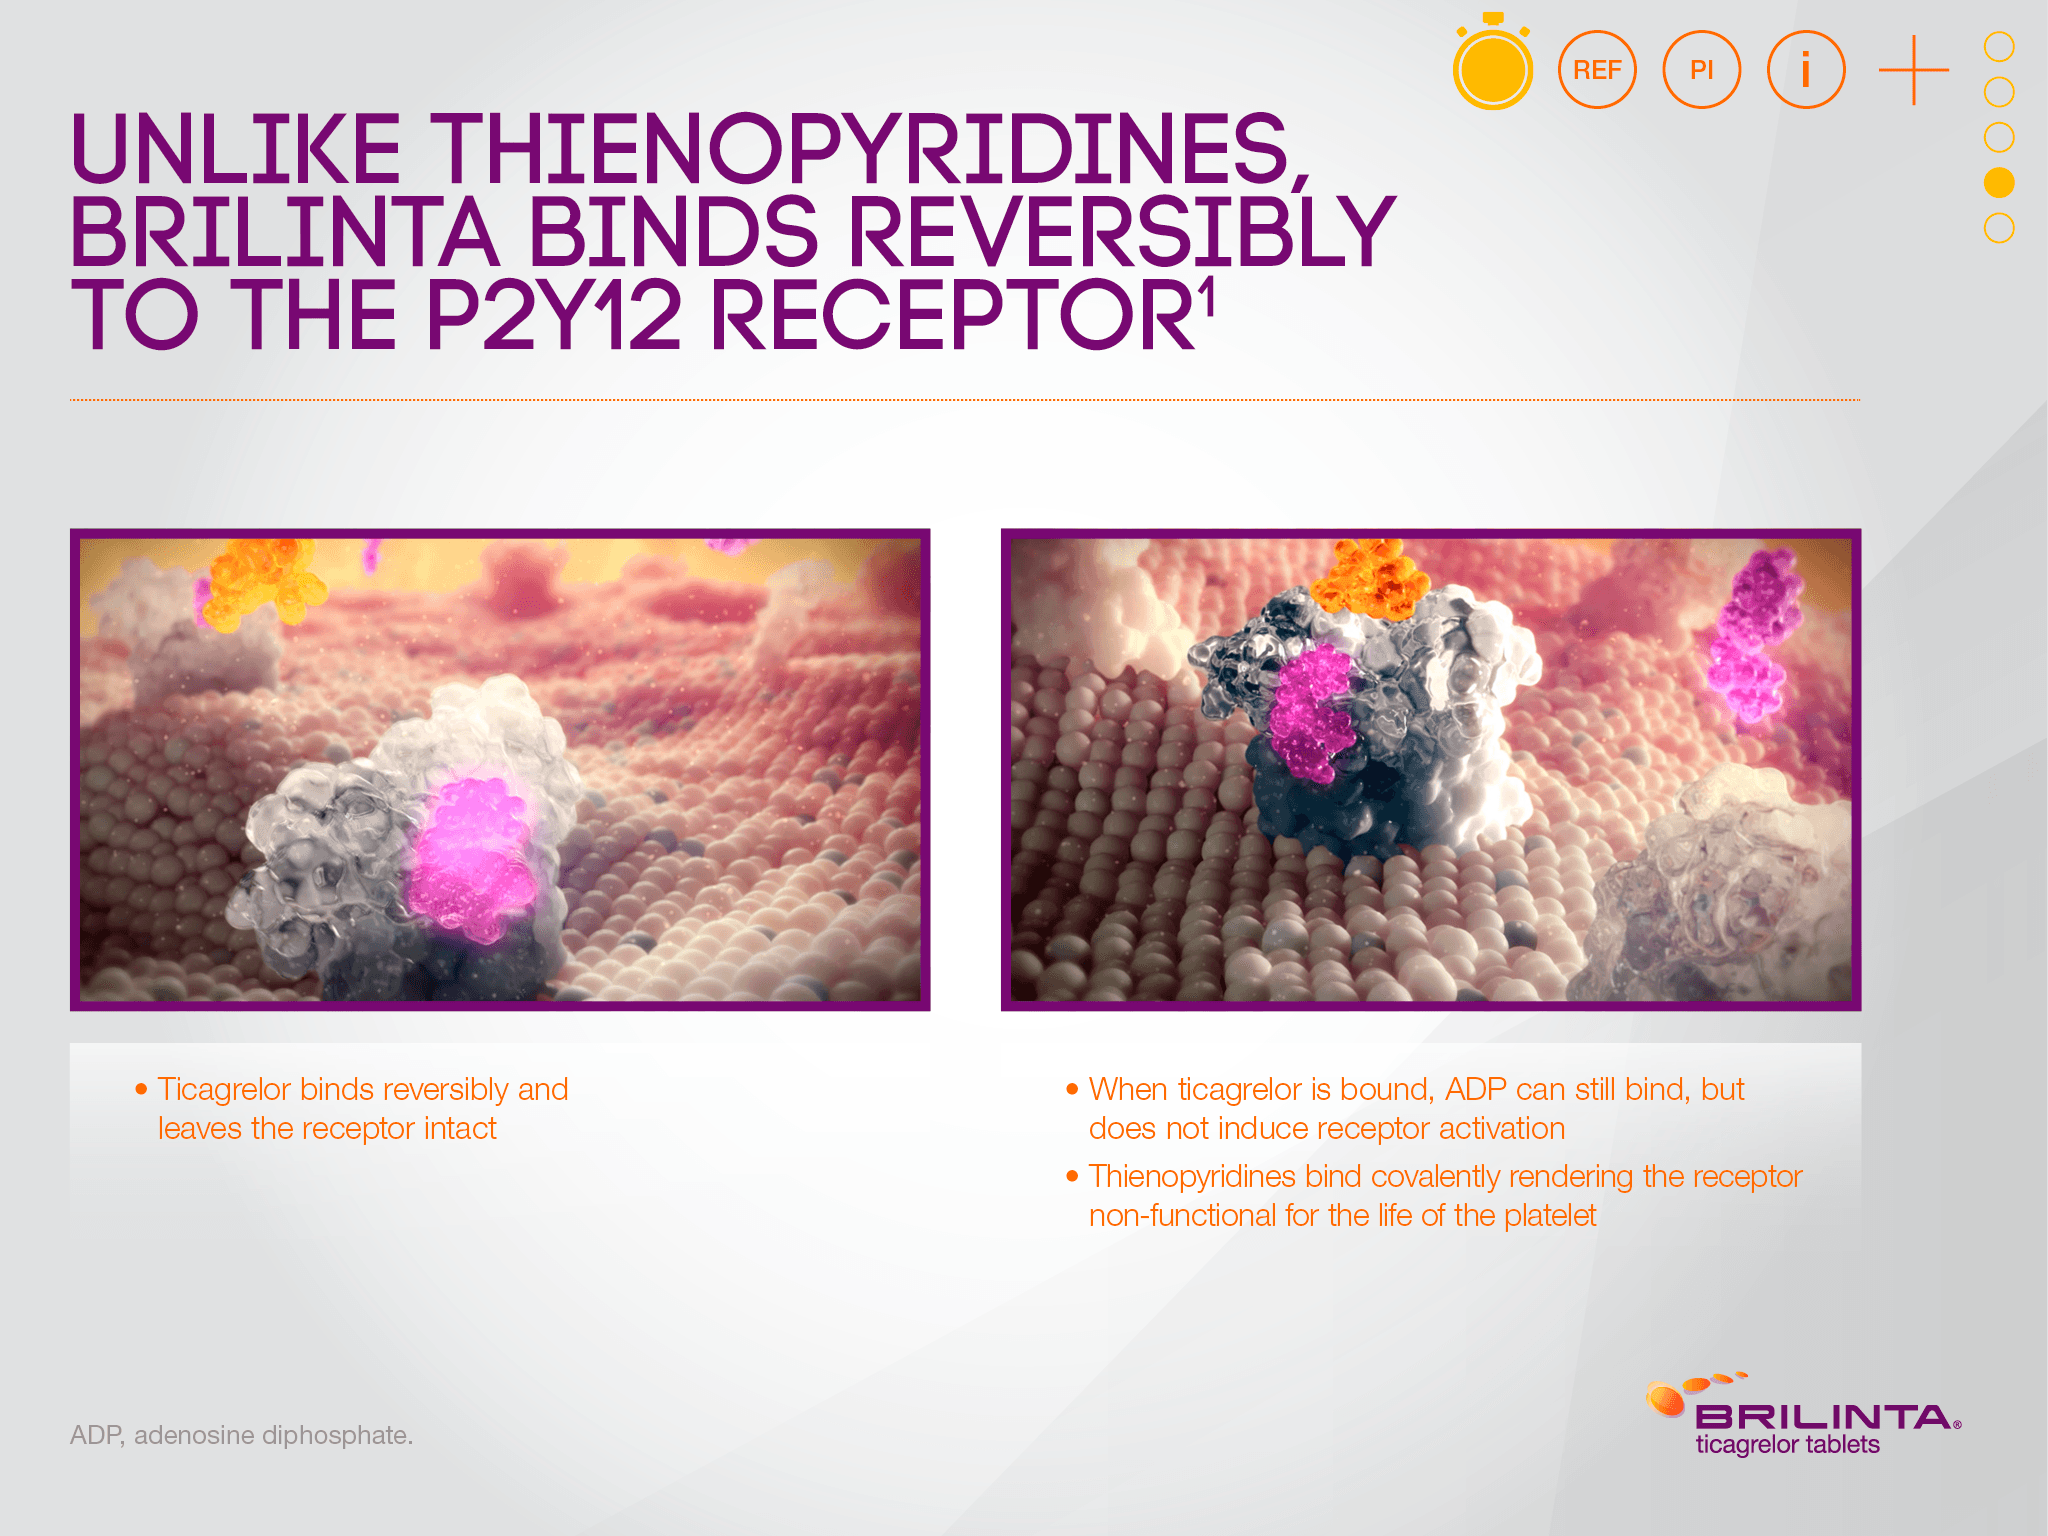 REF
PI
i
UNLIKE THIENOPYRIDINES,
BRILINTA BINDS REVERSIBLY
TO THE P2Y12 RECEPTOR¹
• Ticagrelor binds reversibly and
leaves the receptor intact
• When ticagrelor is bound, ADP can still bind, but
does not induce receptor activation
• Thienopyridines bind covalently rendering the receptor
non-functional for the life of the platelet
ADP, adenosine diphosphate.
BRILINTA®
ticagrelor tablets